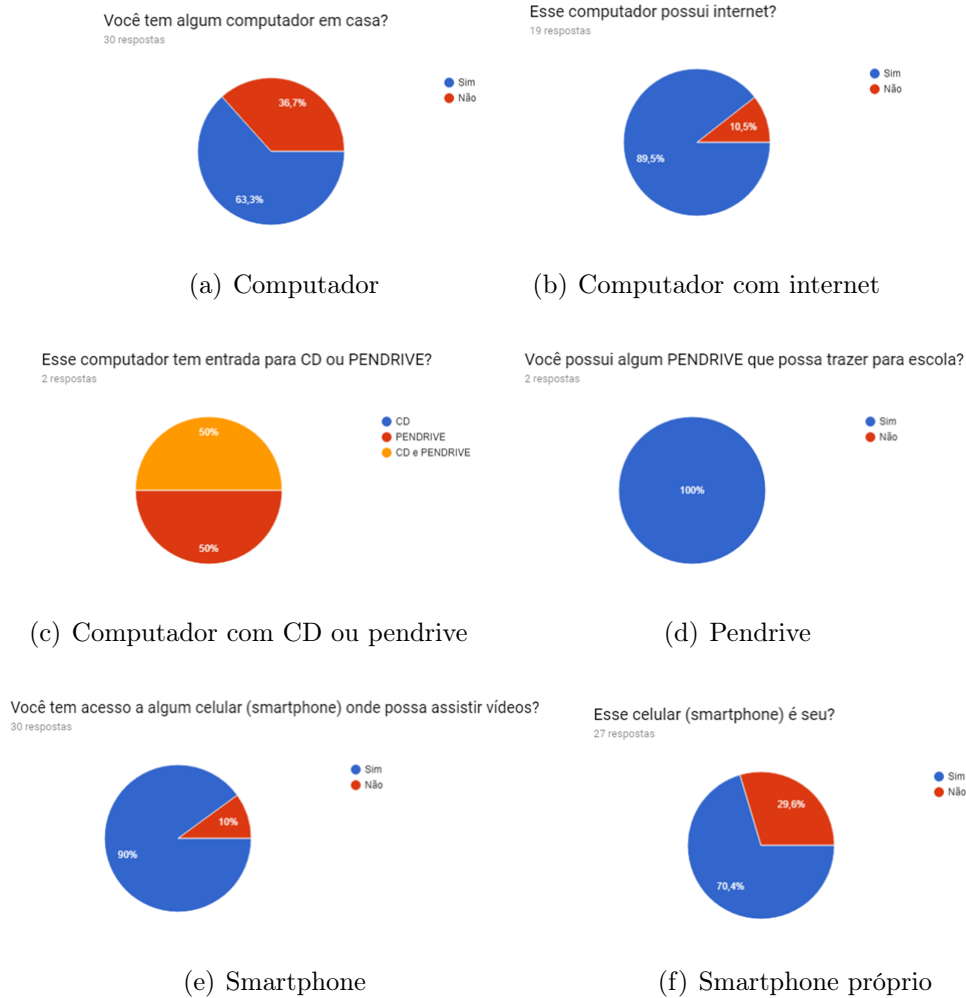 Você tem algum computador em casa?
30 respostas
Sim
Não
36,7%
63,3%
(a) Computador
Esse computador possui internet?
19 respostas
Sim
Não
10,5%
89,5%
(b) Computador com internet
Esse computador tem entrada para CD ou PENDRIVE?
2 respostas
CD
PENDRIVE
CD e PENDRIVE
50%
50%
(c) Computador com CD ou pendrive
Você possui algum PENDRIVE que possa trazer para escola?
2 respostas
Sim
Não
100%
(d) Pendrive
Você tem acesso a algum celular (smartphone) onde possa assistir vídeos?
30 respostas
Sim
Não
10%
90%
(e) Smartphone
Esse celular (smartphone) é seu?
27 respostas
Sim
Não
29,6%
70,4%
(f) Smartphone próprio